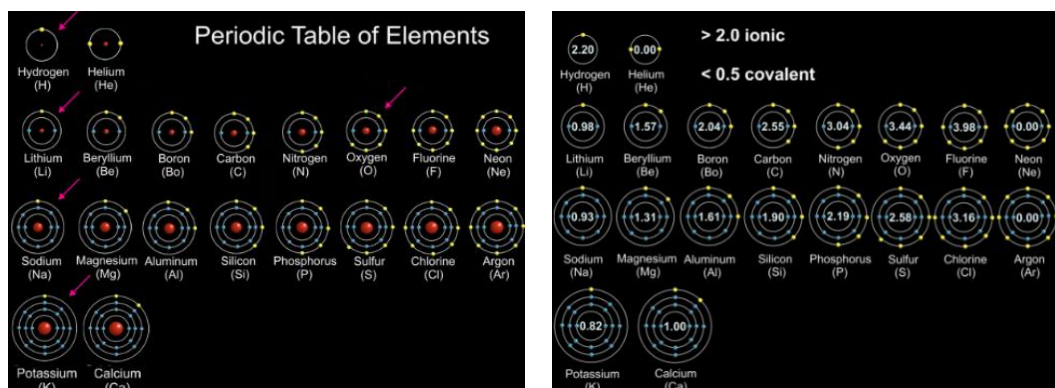 Periodic Table of Elements
Hydrogen Helium
(H) (He)
Lithium Beryllium Boron Carbon Nitrogen Oxygen Fluorine Neon
(Li) (Be) (Bo) (C) (N) (O) (F) (Ne)
Sodium Magnesium Aluminum Silicon Phosphorus Sulfur Chlorine Argon
(Na) (Mg) (Al) (Si) (P) (S) (Cl) (Ar)
Potassium Calcium
(K) (Ca)
> 2.0 ionic
2.20 0.00
Hydrogen Helium
(H) (He)
< 0.5 covalent
0.98 1.57 2.04 2.55 3.04 3.44 3.98 0.00
Lithium Beryllium Boron Carbon Nitrogen Oxygen Fluorine Neon
(Li) (Be) (Bo) (C) (N) (O) (F) (Ne)
0.93 1.31 1.61 1.90 2.19 2.58 3.16 0.00
Sodium Magnesium Aluminum Silicon Phosphorus Sulfur Chlorine Argon
(Na) (Mg) (Al) (Si) (P) (S) (Cl) (Ar)
0.82 1.00
Potassium Calcium
(K) (Ca)